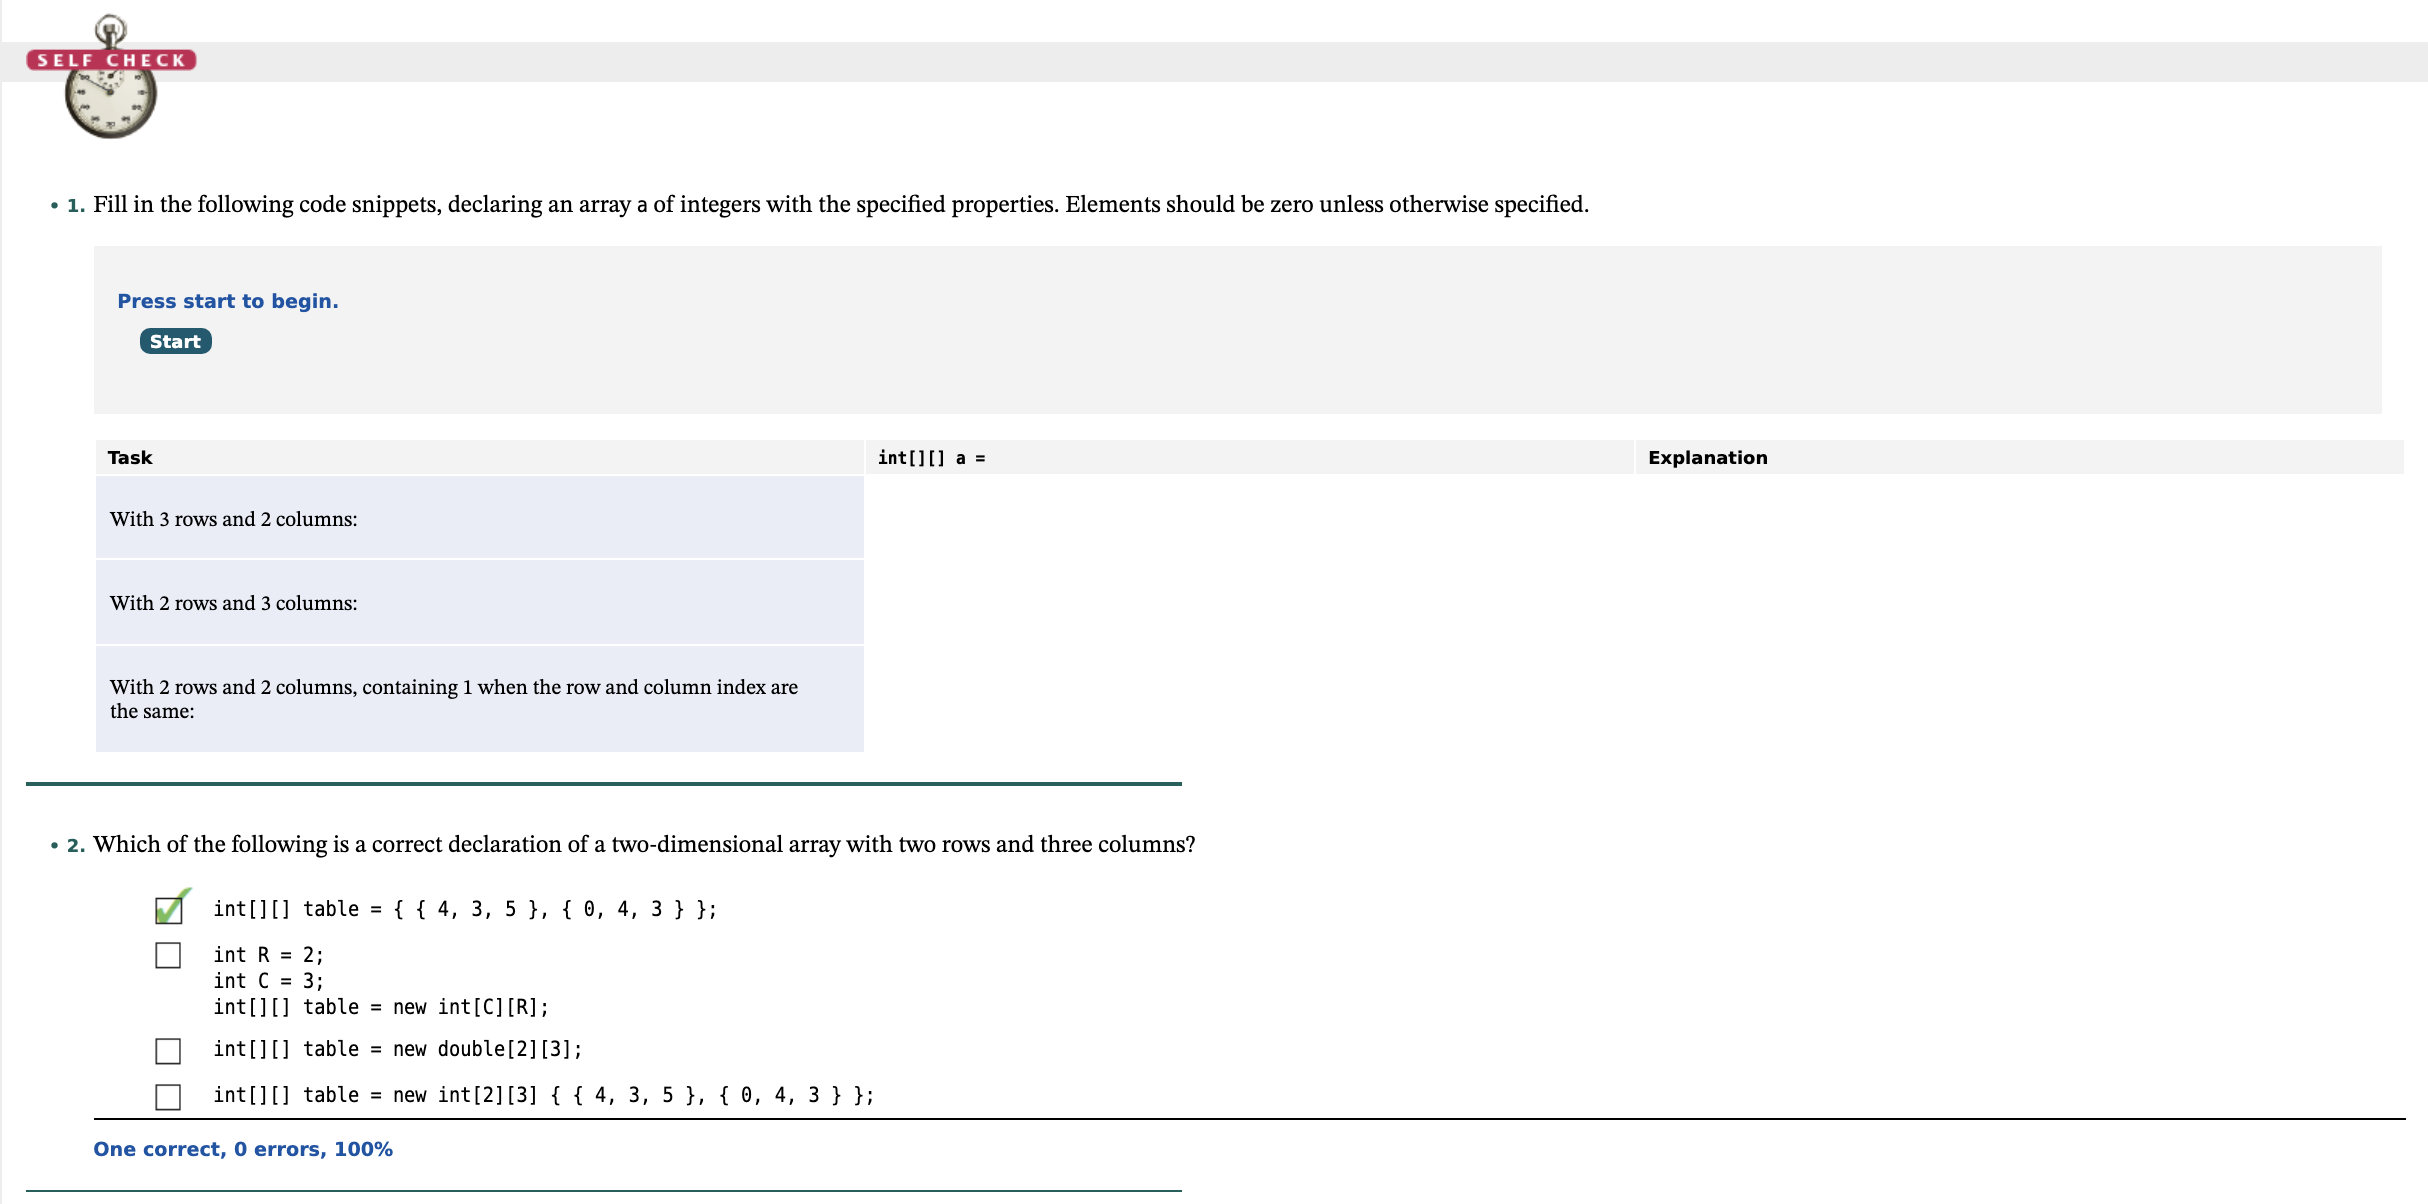 SELF CHECK
• 1. Fill in the following code snippets, declaring an array a of integers with the specified properties. Elements should be zero unless otherwise specified.
Press start to begin.
Start
Task int[][] a = Explanation
With 3 rows and 2 columns:
With 2 rows and 3 columns:
With 2 rows and 2 columns, containing 1 when the row and column index are
the same:
• 2. Which of the following is a correct declaration of a two-dimensional array with two rows and three columns?
int[][] table = { { 4, 3, 5 }, { 0, 4, 3 } };
int R = 2;
int C = 3;
int[][] table = new int[C][R];
int[][] table = new double[2][3];
int[][] table = new int[2][3] { { 4, 3, 5 }, { 0, 4, 3 } };
One correct, 0 errors, 100%